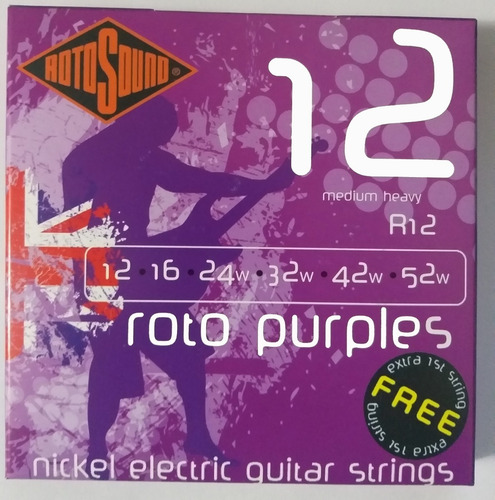 ROTOSOUND®
12
medium heavy
R12
12 • 16 • 24w • 32w • 42w • 52w
roto purples
extra 1st string
FREE
extra 1st string
nickel electric guitar strings